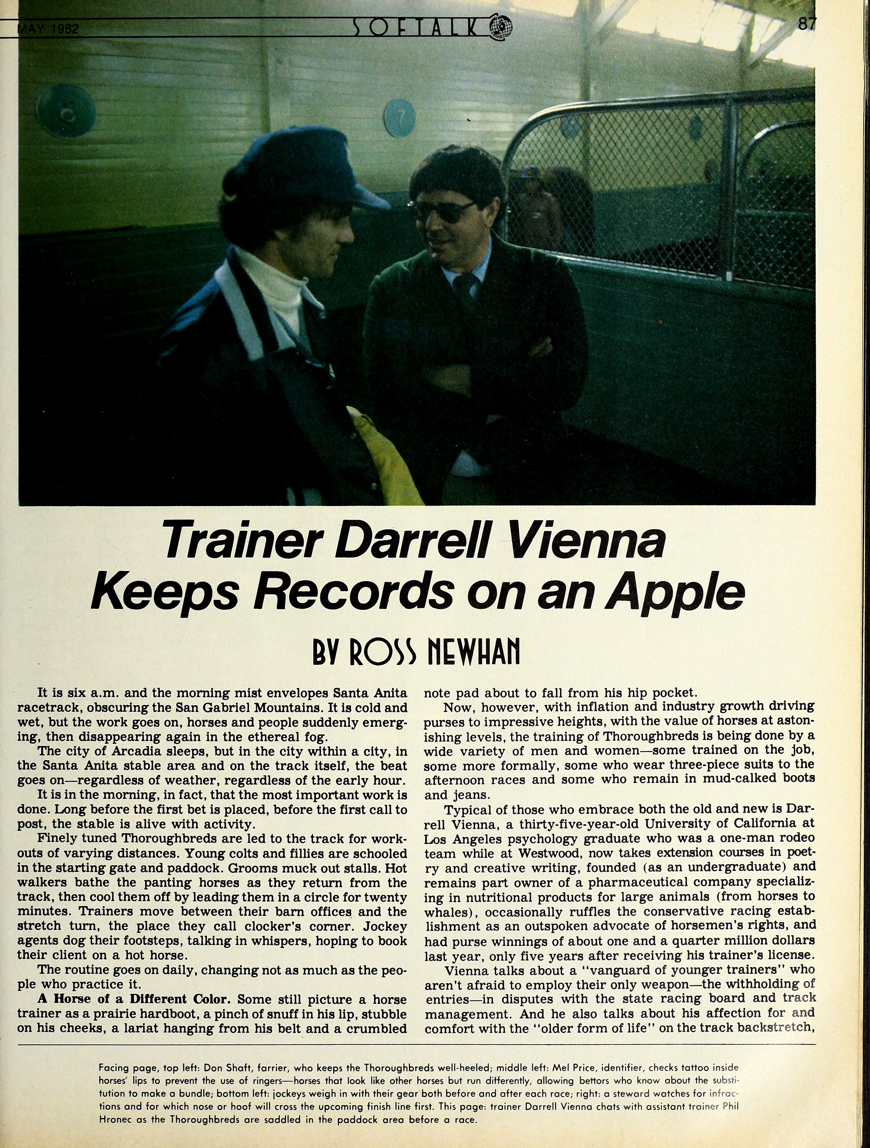 MAY 1982
SOFTALK
87
6
7
Trainer Darrell Vienna
Keeps Records on an Apple
BY ROSS NEWHAN
It is six a.m. and the morning mist envelopes Santa Anita
racetrack, obscuring the San Gabriel Mountains. It is cold and
wet, but the work goes on, horses and people suddenly emerg-
ing, then disappearing again in the ethereal fog.
The city of Arcadia sleeps, but in the city within a city, in
the Santa Anita stable area and on the track itself, the beat
goes on—regardless of weather, regardless of the early hour.
It is in the morning, in fact, that the most important work is
done. Long before the first bet is placed, before the first call to
post, the stable is alive with activity.
Finely tuned Thoroughbreds are led to the track for work-
outs of varying distances. Young colts and fillies are schooled
in the starting gate and paddock. Grooms muck out stalls. Hot
walkers bathe the panting horses as they return from the
track, then cool them off by leading them in a circle for twenty
minutes. Trainers move between their barn offices and the
stretch turn, the place they call clocker's corner. Jockey
agents dog their footsteps, talking in whispers, hoping to book
their client on a hot horse.
The routine goes on daily, changing not as much as the peo-
ple who practice it.
A Horse of a Different Color. Some still picture a horse
trainer as a prairie hardboot, a pinch of snuff in his lip, stubble
on his cheeks, a lariat hanging from his belt and a crumbled
note pad about to fall from his hip pocket.
Now, however, with inflation and industry growth driving
purses to impressive heights, with the value of horses at aston-
ishing levels, the training of Thoroughbreds is being done by a
wide variety of men and women—some trained on the job,
some more formally, some who wear three-piece suits to the
afternoon races and some who remain in mud-calked boots
and jeans.
Typical of those who embrace both the old and new is Dar-
rell Vienna, a thirty-five-year-old University of California at
Los Angeles psychology graduate who was a one-man rodeo
team while at Westwood, now takes extension courses in poet-
ry and creative writing, founded (as an undergraduate) and
remains part owner of a pharmaceutical company specializ-
ing in nutritional products for large animals (from horses to
whales), occasionally ruffles the conservative racing estab-
lishment as an outspoken advocate of horsemen's rights, and
had purse winnings of about one and a quarter million dollars
last year, only five years after receiving his trainer's license.
Vienna talks about a "vanguard of younger trainers" who
aren't afraid to employ their only weapon—the withholding of
entries—in disputes with the state racing board and track
management. And he also talks about his affection for and
comfort with the "older form of life" on the track backstretch,
Facing page, top left: Don Shaft, farrier, who keeps the Thoroughbreds well-heeled; middle left: Mel Price, identifier, checks tattoo inside
horses' lips to prevent the use of ringers—horses that look like other horses but run differently, allowing bettors who know about the substi-
tution to make a bundle; bottom left: jockeys weigh in with their gear both before and after each race; right: a steward watches for infrac-
tions and for which nose or hoof will cross the upcoming finish line first. This page: trainer Darrell Vienna chats with assistant trainer Phil
Hronec as the Thoroughbreds are saddled in the paddock area before a race.